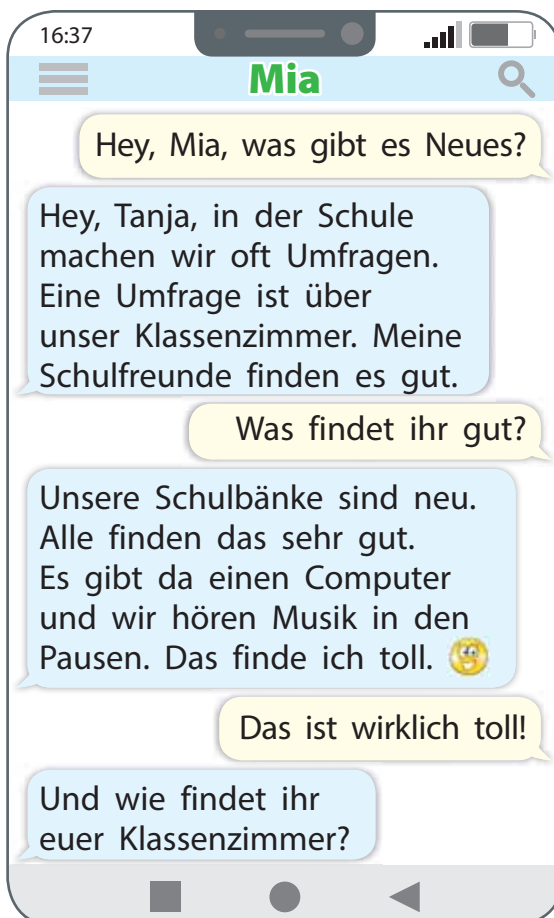 16:37
Mia
Hey, Mia, was gibt es Neues?
Hey, Tanja, in der Schule
machen wir oft Umfragen.
Eine Umfrage ist über
unser Klassenzimmer. Meine
Schulfreunde finden es gut.
Was findet ihr gut?
Unsere Schulbänke sind neu.
Alle finden das sehr gut.
Es gibt da einen Computer
und wir hören Musik in den
Pausen. Das finde ich toll.
Das ist wirklich toll!
Und wie findet ihr
euer Klassenzimmer?